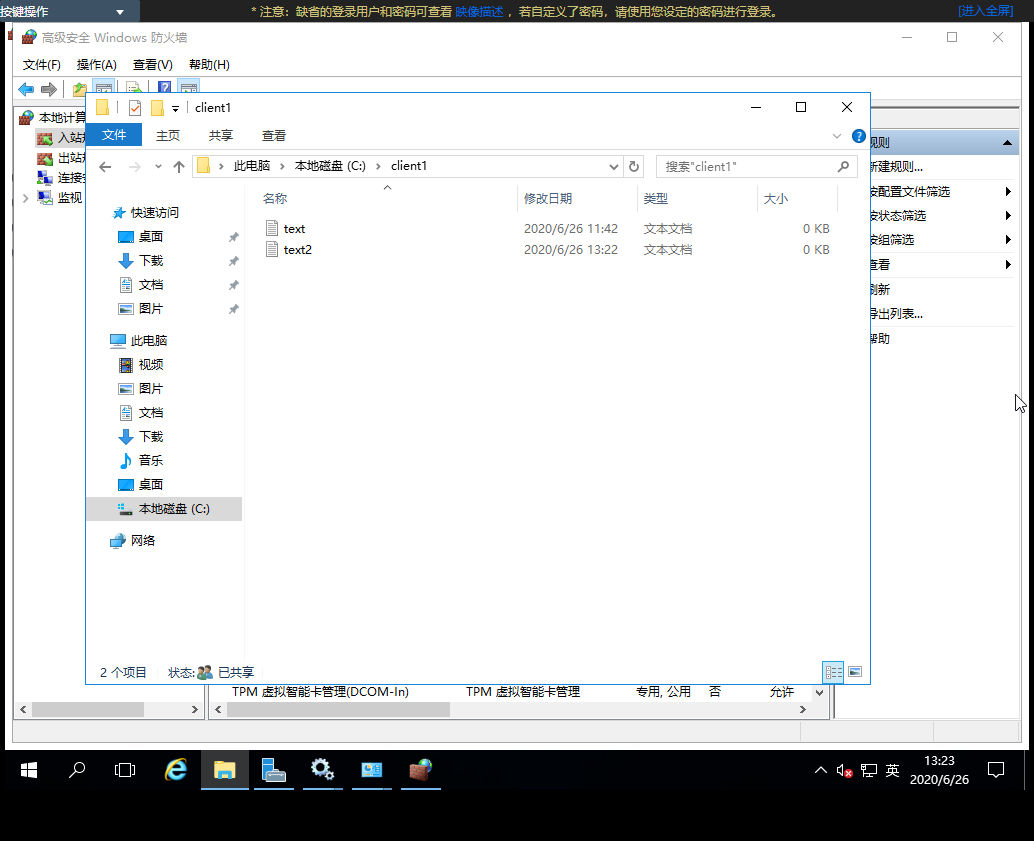 按键操作
* 注意：缺省的登录用户和密码可查看 映像描述 ，若自定义了密码，请使用您设定的密码进行登录。
[进入全屏]
高级安全 Windows 防火墙
文件(F) 操作(A) 查看(V) 帮助(H)
本地计算
入站规
出站规
连接安
监视
client1
文件 主页 共享 查看
此电脑 本地磁盘 (C:) client1
搜索"client1"
名称 修改日期 类型 大小
text 2020/6/26 11:42 文本文档 0 KB
text2 2020/6/26 13:22 文本文档 0 KB
快速访问
桌面
下载
文档
图片
此电脑
视频
图片
文档
下载
音乐
桌面
本地磁盘 (C:)
网络
2 个项目 状态: 已共享
规则
新建规则...
按配置文件筛选
按状态筛选
按组筛选
查看
刷新
导出列表...
帮助
TPM 虚拟智能卡管理(DCOM-In) TPM 虚拟智能卡管理 专用, 公用 否 允许
英
13:23
2020/6/26